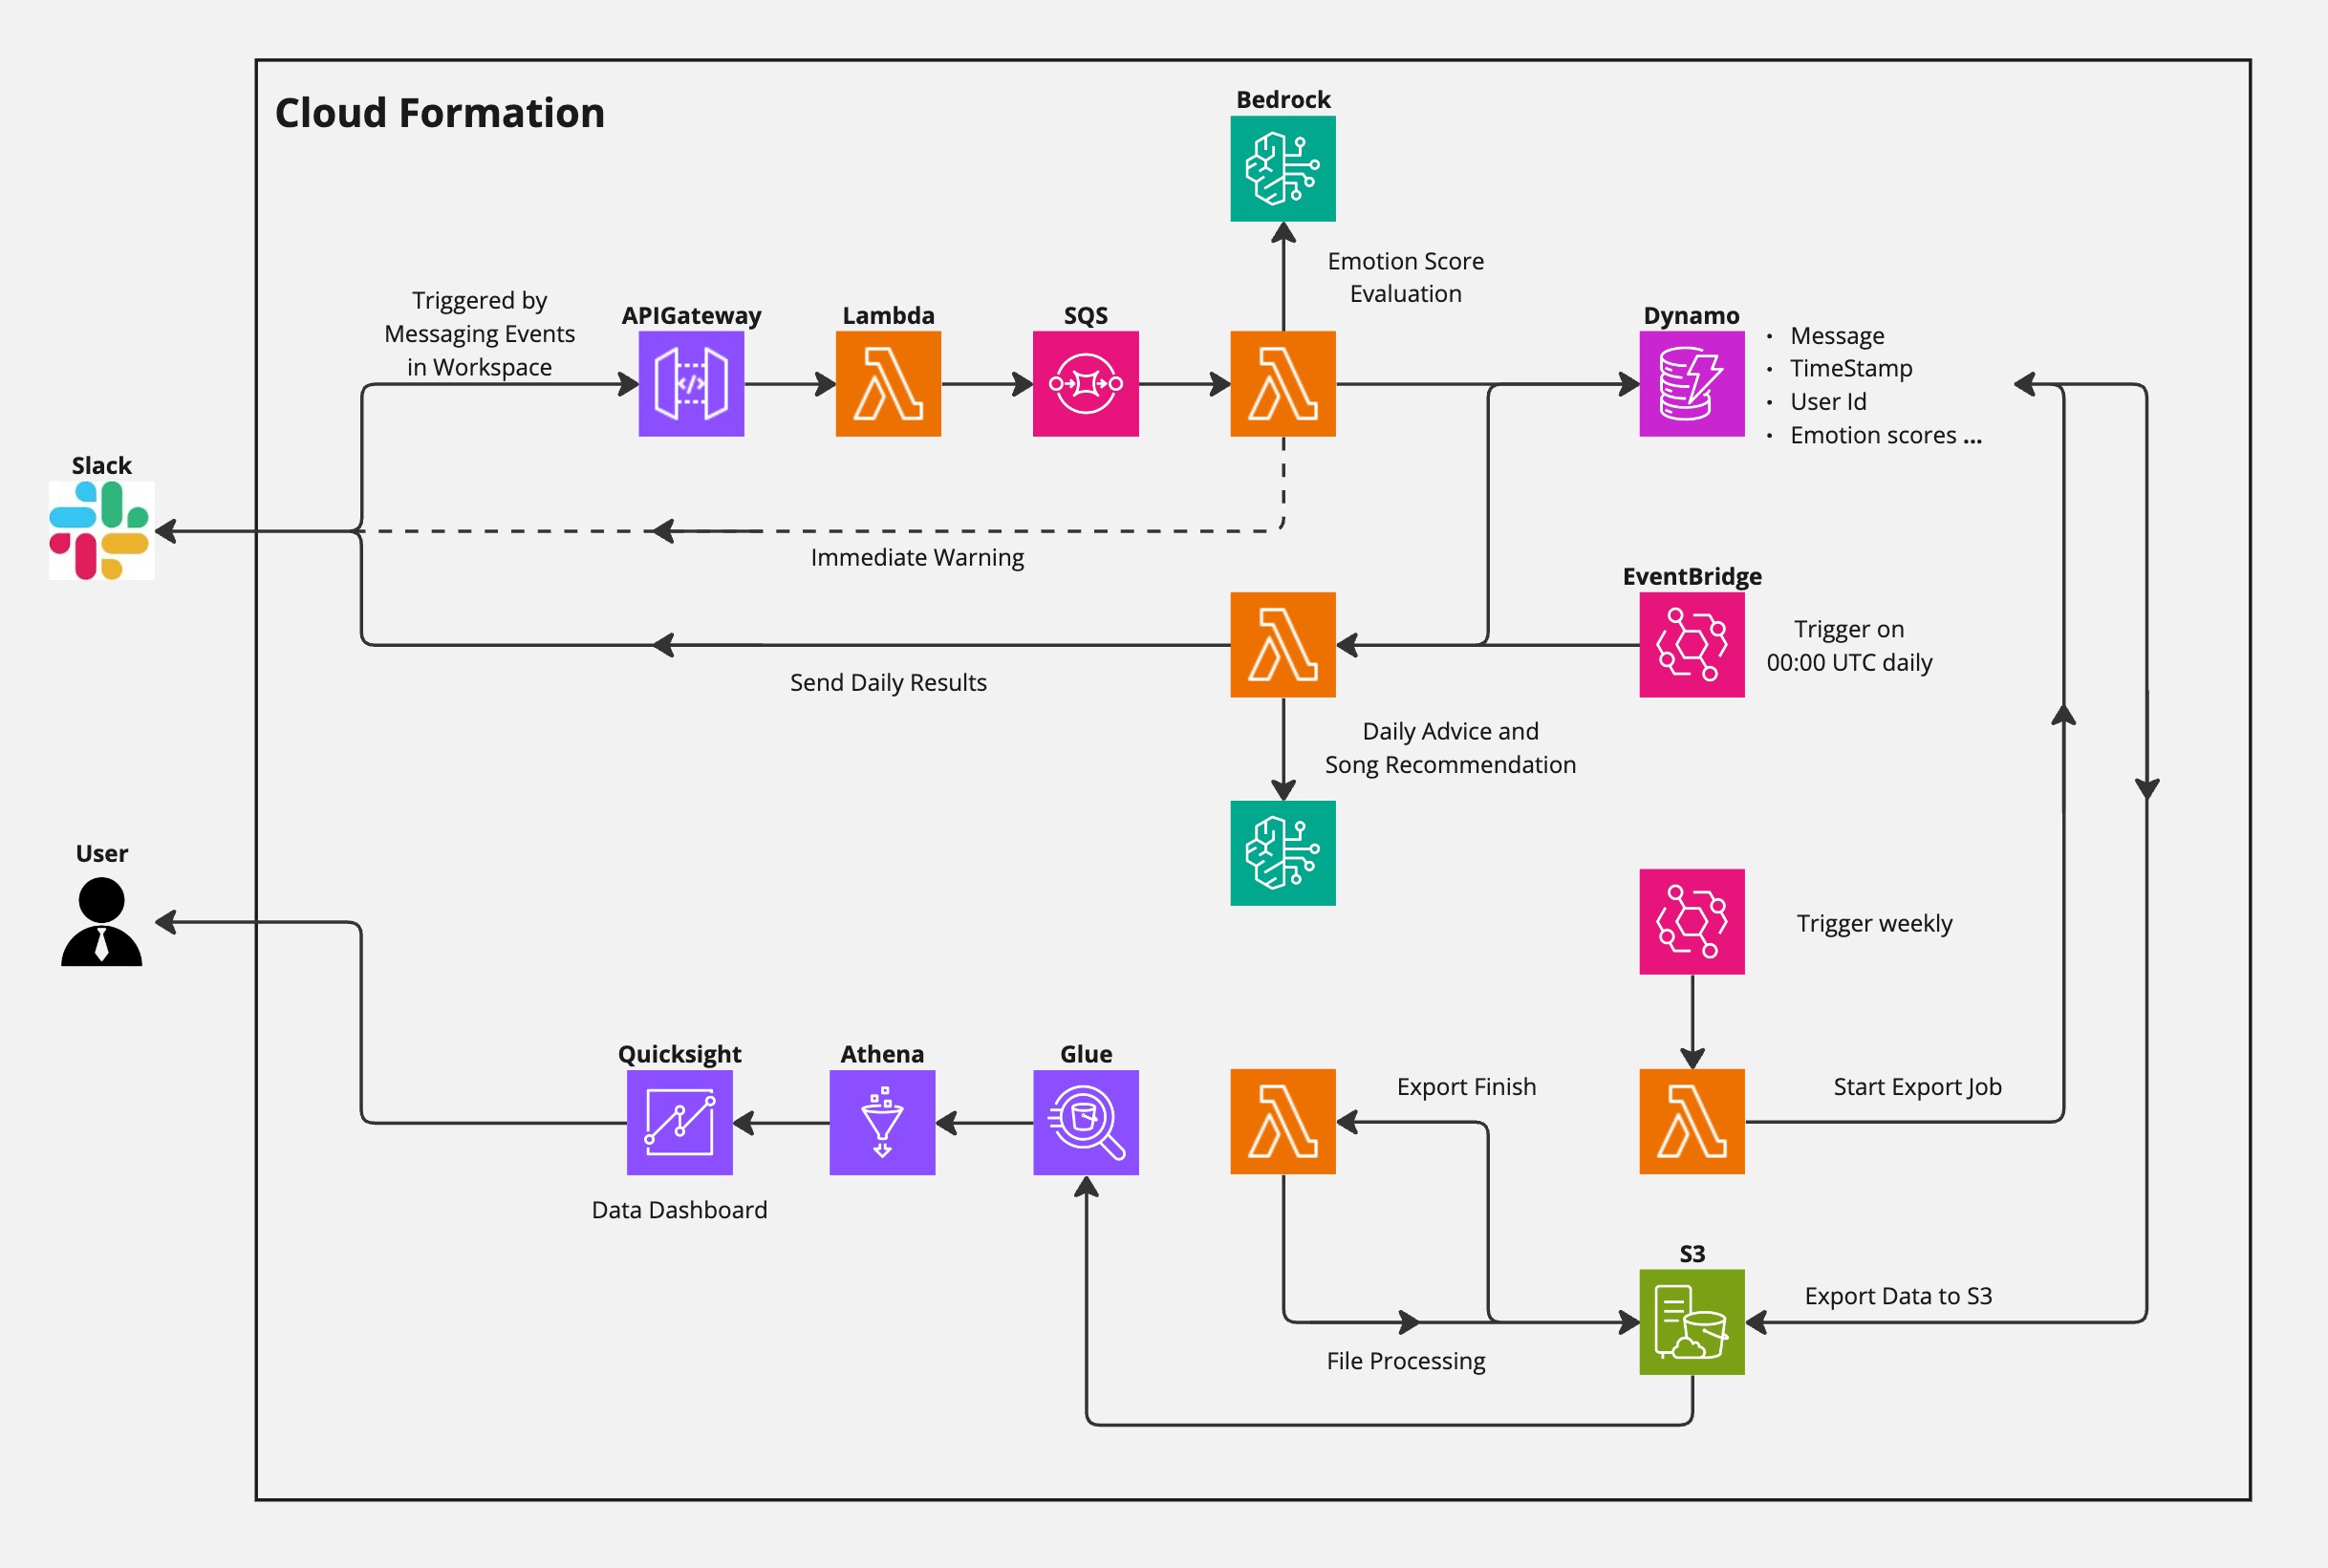 Cloud Formation
Bedrock
Emotion Score
Evaluation
Triggered by
Messaging Events
in Workspace
APIGateway
Lambda
SQS
Dynamo
· Message
· TimeStamp
· User Id
· Emotion scores ...
Slack
Immediate Warning
EventBridge
Trigger on
00:00 UTC daily
Send Daily Results
Daily Advice and
Song Recommendation
User
Trigger weekly
Quicksight
Athena
Glue
Export Finish
Start Export Job
Data Dashboard
S3
Export Data to S3
File Processing